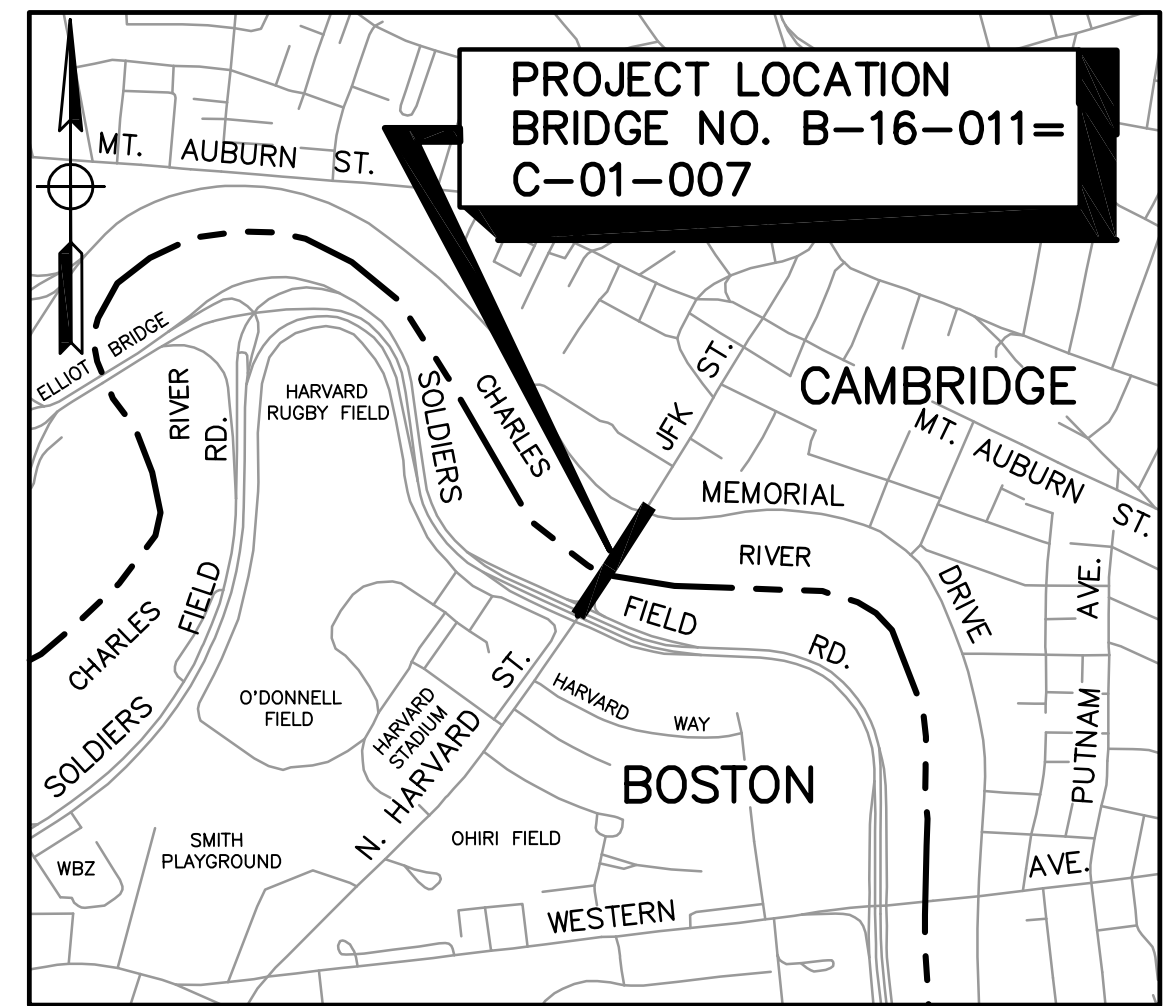 PROJECT LOCATION
BRIDGE NO. B-16-011=
C-01-007
MT. AUBURN ST.
ELLIOT BRIDGE
RIVER
RD.
HARVARD
RUGBY FIELD
SOLDIERS
CHARLES
JFK ST.
CAMBRIDGE
MT. AUBURN ST.
MEMORIAL
RIVER
DRIVE
FIELD
RD.
PUTNAM AVE.
CHARLES
SOLDIERS
FIELD
O'DONNELL
FIELD
HARVARD
STADIUM
N. HARVARD ST.
HARVARD WAY
BOSTON
SMITH
PLAYGROUND
OHIRI FIELD
WBZ
WESTERN
AVE.